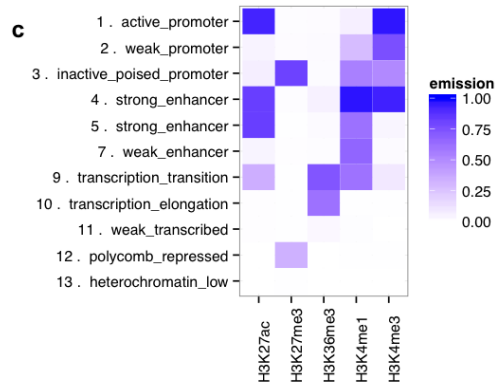 c
1 . active_promoter
2 . weak_promoter
3 . inactive_poised_promoter
4 . strong_enhancer
5 . strong_enhancer
7 . weak_enhancer
9 . transcription_transition
10 . transcription_elongation
11 . weak_transcribed
12 . polycomb_repressed
13 . heterochromatin_low
H3K27ac
H3K27me3
H3K36me3
H3K4me1
H3K4me3
emission
1.00
0.75
0.50
0.25
0.00